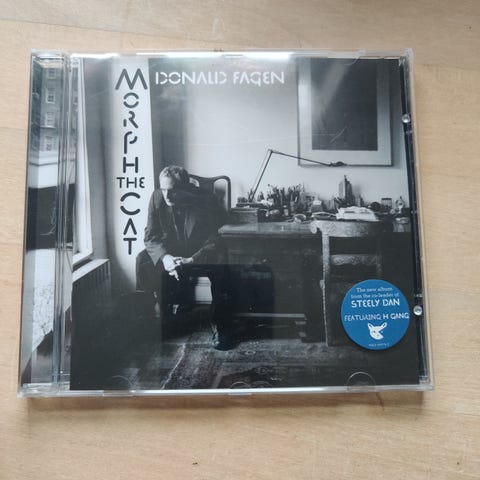 DONALD FAGEN
MORPH
THE
CAT
The new album
from the co-leader of
STEELY DAN
FEATURING H GANG